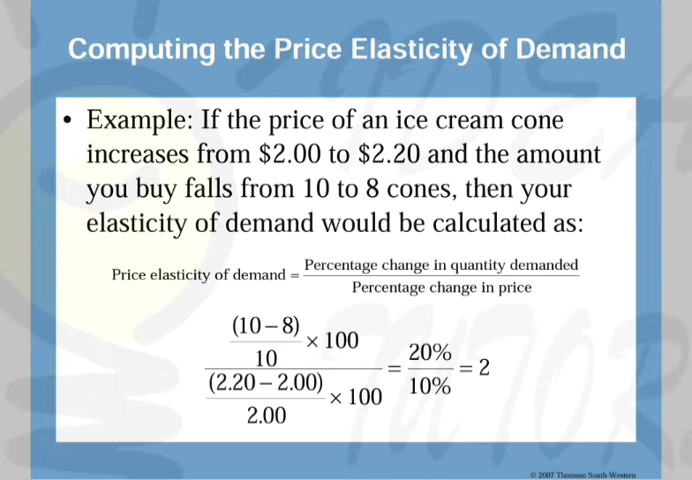 Computing the Price Elasticity of Demand
• Example: If the price of an ice cream cone
increases from $2.00 to $2.20 and the amount
you buy falls from 10 to 8 cones, then your
elasticity of demand would be calculated as:
Price elasticity of demand = Percentage change in quantity demanded
Percentage change in price
(10 – 8)
10
× 100
(2.20 – 2.00)
2.00
× 100
= 20%
10%
= 2
© 2007 Thomson South-Western